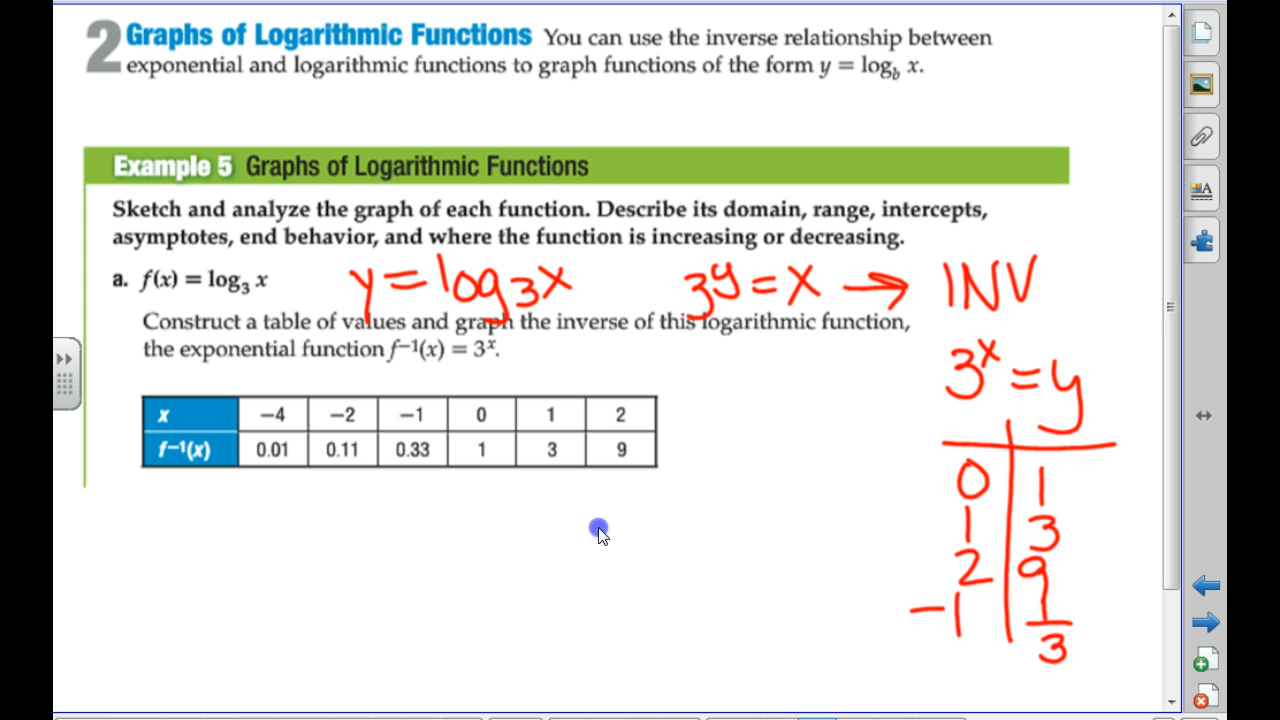 2 Graphs of Logarithmic Functions You can use the inverse relationship between
exponential and logarithmic functions to graph functions of the form y = log_b x.
Example 5 Graphs of Logarithmic Functions
Sketch and analyze the graph of each function. Describe its domain, range, intercepts,
asymptotes, end behavior, and where the function is increasing or decreasing.
a. f(x) = log₃ x
y = log₃x 3^y = x → INV
Construct a table of values and graph the inverse of this logarithmic function,
the exponential function f⁻¹(x) = 3ˣ.
3ˣ = y
x −4 −2 −1 0 1 2
f⁻¹(x) 0.01 0.11 0.33 1 3 9
0 1
1 3
2 9
−1 1/3
A